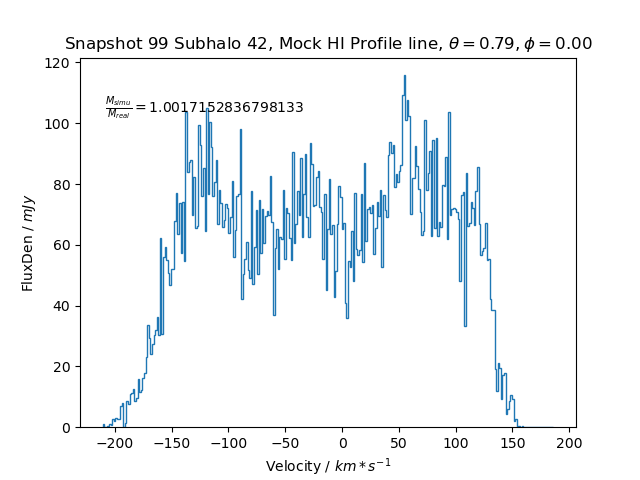 Snapshot 99 Subhalo 42, Mock HI Profile line, θ = 0.79, ϕ = 0.00
M_simu/M_real = 1.0017152836798133
120
100
80
60
40
20
0
FluxDen / mJy
−200 −150 −100 −50 0 50 100 150 200
Velocity / km * s⁻¹